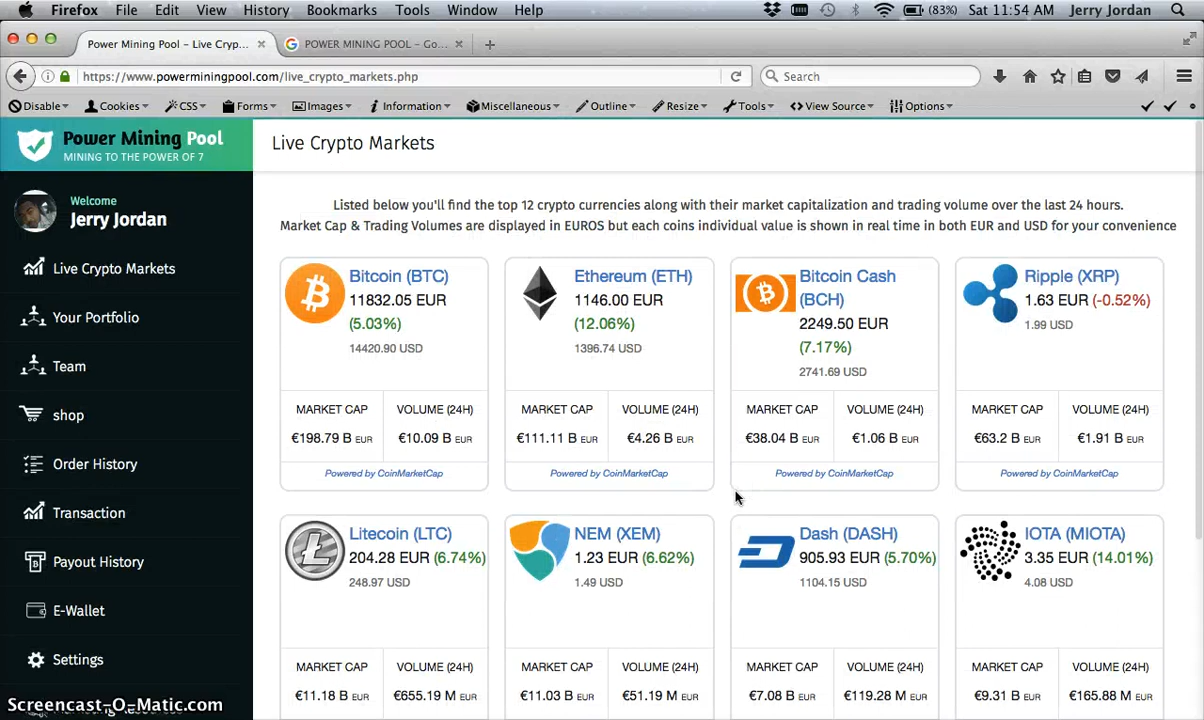 Firefox File Edit View History Bookmarks Tools Window Help (83%) Sat 11:54 AM Jerry Jordan
Power Mining Pool – Live Cryp... × POWER MINING POOL - Go... × +
https://www.powerminingpool.com/live_crypto_markets.php Search
Disable Cookies CSS Forms Images Information Miscellaneous Outline Resize Tools View Source Options
Power Mining Pool
MINING TO THE POWER OF 7
Live Crypto Markets
Welcome
Jerry Jordan
Live Crypto Markets
Your Portfolio
Team
shop
Order History
Transaction
Payout History
E-Wallet
Settings
Listed below you'll find the top 12 crypto currencies along with their market capitalization and trading volume over the last 24 hours.
Market Cap & Trading Volumes are displayed in EUROS but each coins individual value is shown in real time in both EUR and USD for your convenience
Bitcoin (BTC)
11832.05 EUR
(5.03%)
14420.90 USD
MARKET CAP VOLUME (24H)
€198.79 B EUR €10.09 B EUR
Powered by CoinMarketCap
Ethereum (ETH)
1146.00 EUR
(12.06%)
1396.74 USD
MARKET CAP VOLUME (24H)
€111.11 B EUR €4.26 B EUR
Powered by CoinMarketCap
Bitcoin Cash
(BCH)
2249.50 EUR
(7.17%)
2741.69 USD
MARKET CAP VOLUME (24H)
€38.04 B EUR €1.06 B EUR
Powered by CoinMarketCap
Ripple (XRP)
1.63 EUR (-0.52%)
1.99 USD
MARKET CAP VOLUME (24H)
€63.2 B EUR €1.91 B EUR
Powered by CoinMarketCap
Litecoin (LTC)
204.28 EUR (6.74%)
248.97 USD
MARKET CAP VOLUME (24H)
€11.18 B EUR €655.19 M EUR
NEM (XEM)
1.23 EUR (6.62%)
1.49 USD
MARKET CAP VOLUME (24H)
€11.03 B EUR €51.19 M EUR
Dash (DASH)
905.93 EUR (5.70%)
1104.15 USD
MARKET CAP VOLUME (24H)
€7.08 B EUR €119.28 M EUR
IOTA (MIOTA)
3.35 EUR (14.01%)
4.08 USD
MARKET CAP VOLUME (24H)
€9.31 B EUR €165.88 M EUR
Screencast-O-Matic.com